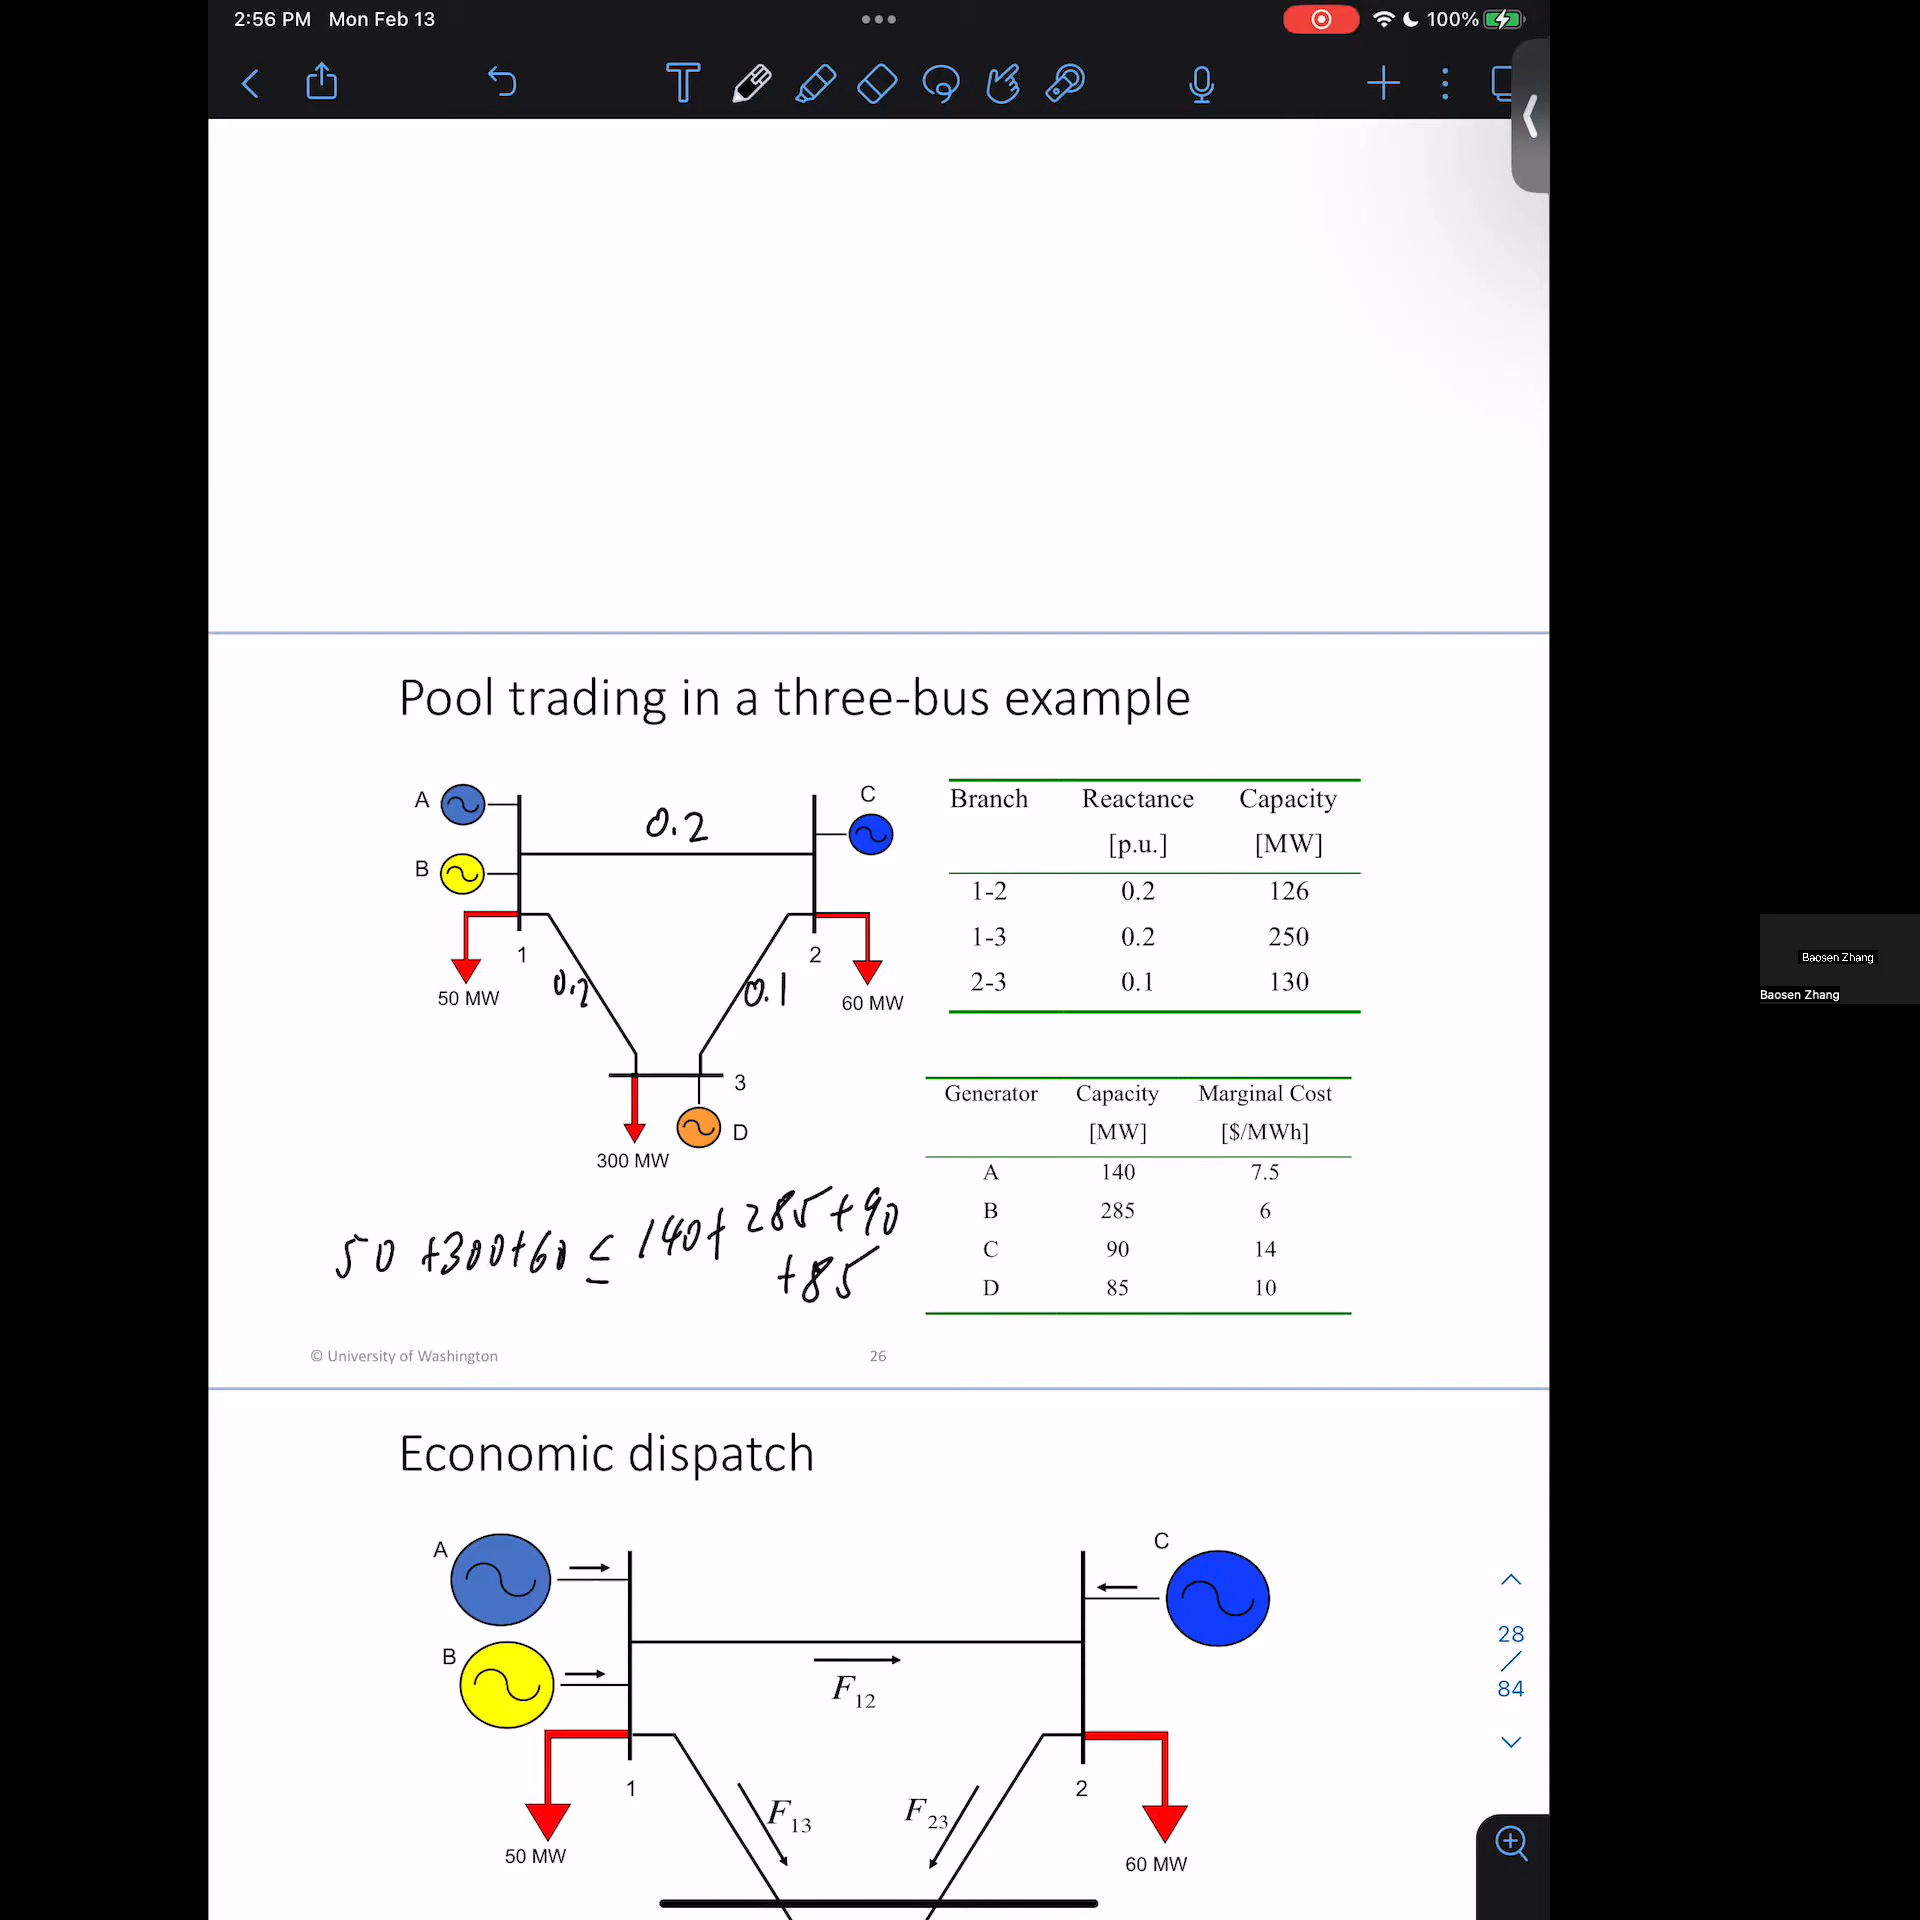 2:56 PM Mon Feb 13
100%
Pool trading in a three-bus example
A
B
C
0.2
0.2
0.1
1
2
3
50 MW
60 MW
D
300 MW
Branch Reactance Capacity
[p.u.] [MW]
1-2 0.2 126
1-3 0.2 250
2-3 0.1 130
Generator Capacity Marginal Cost
[MW] [$/MWh]
A 140 7.5
B 285 6
C 90 14
D 85 10
50 +300+60 ≤ 140+ 285+90
+85
© University of Washington
26
Economic dispatch
A
B
C
F12
1
2
F13
F23
50 MW
60 MW
28
/
84
Baosen Zhang
Baosen Zhang